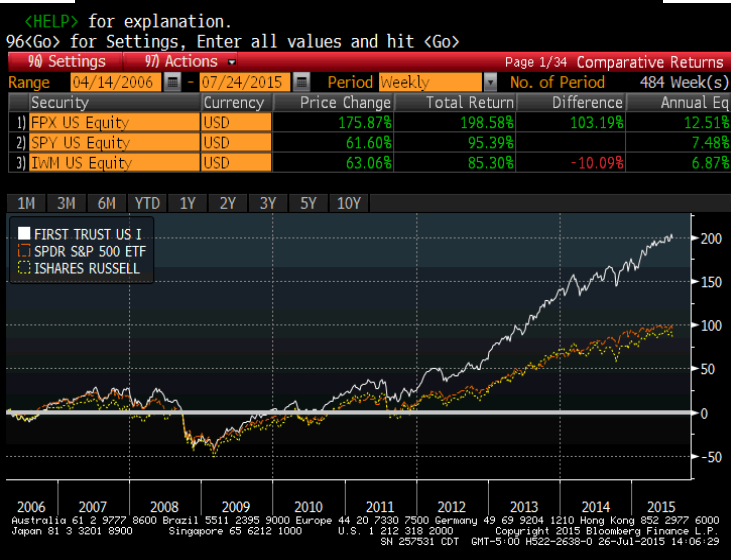 <HELP> for explanation.
96<Go> for Settings, Enter all values and hit <Go>
96) Settings 97) Actions Page 1/34 Comparative Returns
Range 04/14/2006 - 07/24/2015 Period Weekly No. of Period 484 Week(s)
Security Currency Price Change Total Return Difference Annual Eq
1) FPX US Equity USD 175.87% 198.58% 103.19% 12.51%
2) SPY US Equity USD 61.60% 95.39% 7.48%
3) IWM US Equity USD 63.06% 85.30% -10.09% 6.87%
1M 3M 6M YTD 1Y 2Y 3Y 5Y 10Y
FIRST TRUST US I
SPDR S&P 500 ETF
ISHARES RUSSELL
200
150
100
50
0
-50
2006 2007 2008 2009 2010 2011 2012 2013 2014 2015
Australia 61 2 9777 8600 Brazil 5511 2395 9000 Europe 44 20 7330 7500 Germany 49 69 9204 1210 Hong Kong 852 2977 6000
Japan 81 3 3201 8900 Singapore 65 6212 1000 U.S. 1 212 318 2000 Copyright 2015 Bloomberg Finance L.P.
SN 257531 CDT GMT-5:00 H522-2638-0 26-Jul-2015 14:06:29